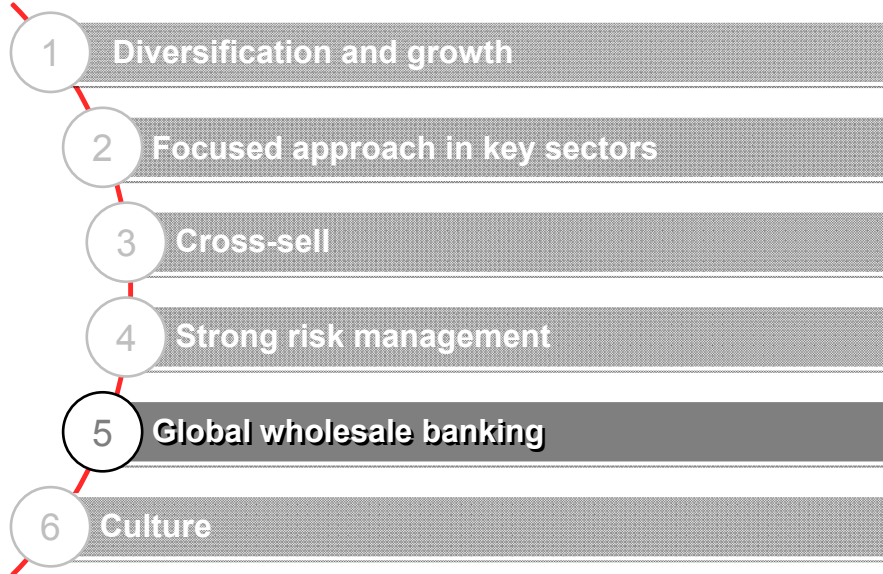 1 Diversification and growth
2 Focused approach in key sectors
3 Cross-sell
4 Strong risk management
5 Global wholesale banking
6 Culture